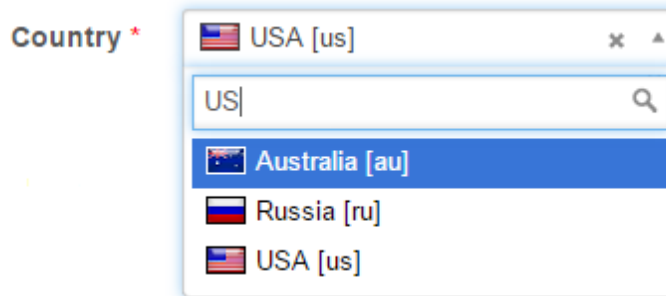 Country *
USA [us]
US
Australia [au]
Russia [ru]
USA [us]